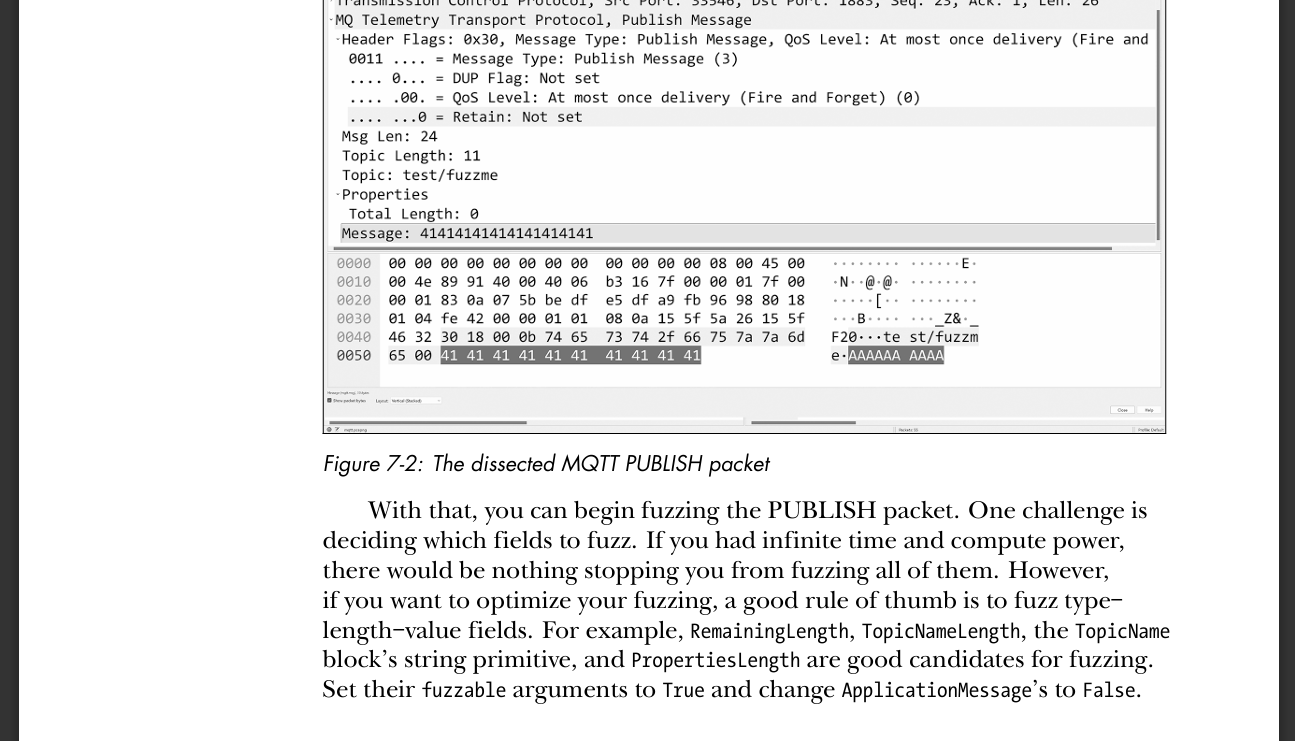 Transmission Control Protocol, Src Port: 33546, Dst Port: 1883, Seq: 23, Ack: 1, Len: 26
MQ Telemetry Transport Protocol, Publish Message
Header Flags: 0x30, Message Type: Publish Message, QoS Level: At most once delivery (Fire and
0011 .... = Message Type: Publish Message (3)
.... 0... = DUP Flag: Not set
.... .00. = QoS Level: At most once delivery (Fire and Forget) (0)
.... ...0 = Retain: Not set
Msg Len: 24
Topic Length: 11
Topic: test/fuzzme
Properties
Total Length: 0
Message: 41414141414141414141
0000 00 00 00 00 00 00 00 00 00 00 00 00 08 00 45 00 ········ ······E·
0010 00 4e 89 91 40 00 40 06 b3 16 7f 00 00 01 7f 00 ·N··@·@· ········
0020 00 01 83 0a 07 5b be df e5 df a9 fb 96 98 80 18 ·····[·· ········
0030 01 04 fe 42 00 00 01 01 08 0a 15 5f 5a 26 15 5f ···B···· ···_Z&·_
0040 46 32 30 18 00 0b 74 65 73 74 2f 66 75 7a 7a 6d F20···te st/fuzzm
0050 65 00 41 41 41 41 41 41 41 41 41 41 e·AAAAAA AAAA
Show packet bytes Layout: Vertical (Stacked)
Close Help
Packets: 35 Profile: Default
Figure 7-2: The dissected MQTT PUBLISH packet
With that, you can begin fuzzing the PUBLISH packet. One challenge is
deciding which fields to fuzz. If you had infinite time and compute power,
there would be nothing stopping you from fuzzing all of them. However,
if you want to optimize your fuzzing, a good rule of thumb is to fuzz type–
length–value fields. For example, RemainingLength, TopicNameLength, the TopicName
block's string primitive, and PropertiesLength are good candidates for fuzzing.
Set their fuzzable arguments to True and change ApplicationMessage's to False.